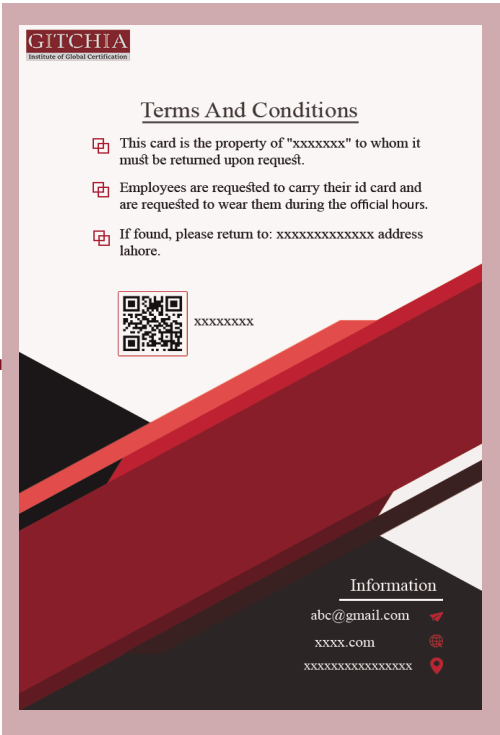 GITCHIA
Institute of Global Certification
Terms And Conditions
This card is the property of "xxxxxxx" to whom it
must be returned upon request.
Employees are requested to carry their id card and
are requested to wear them during the official hours.
If found, please return to: xxxxxxxxxxxxx address
lahore.
xxxxxxxx
Information
abc@gmail.com
xxxx.com
xxxxxxxxxxxxxxxx